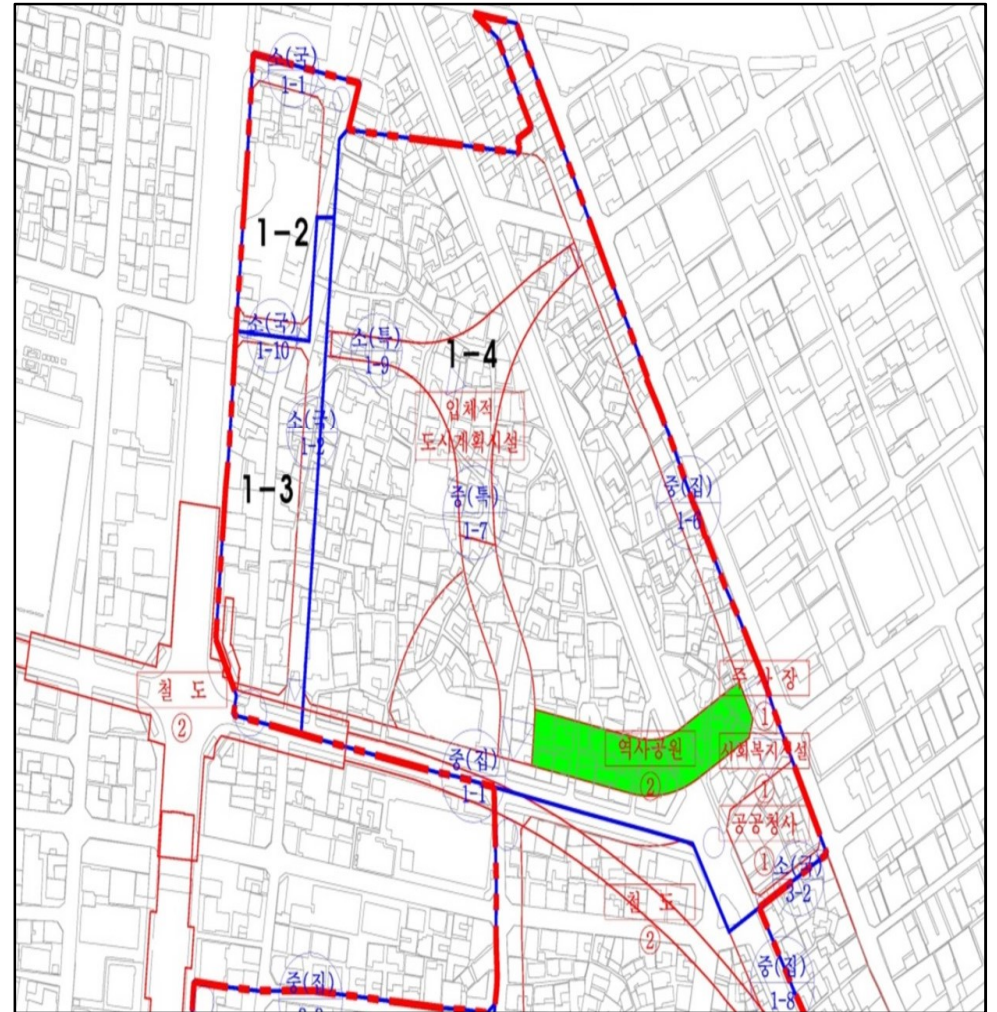 소(국)
1-1
1-2
소(국)
1-10
소(특)
1-9
1-4
입체적
도시계획시설
소(국)
1-2
1-3
중(특)
1-7
중(집)
1-6
철 도
②
주차장
①
역사공원
②
사회복지시설
①
중(집)
1-1
공공청사
①
소(국)
3-2
철 도
②
중(집)
1-8
중(집)